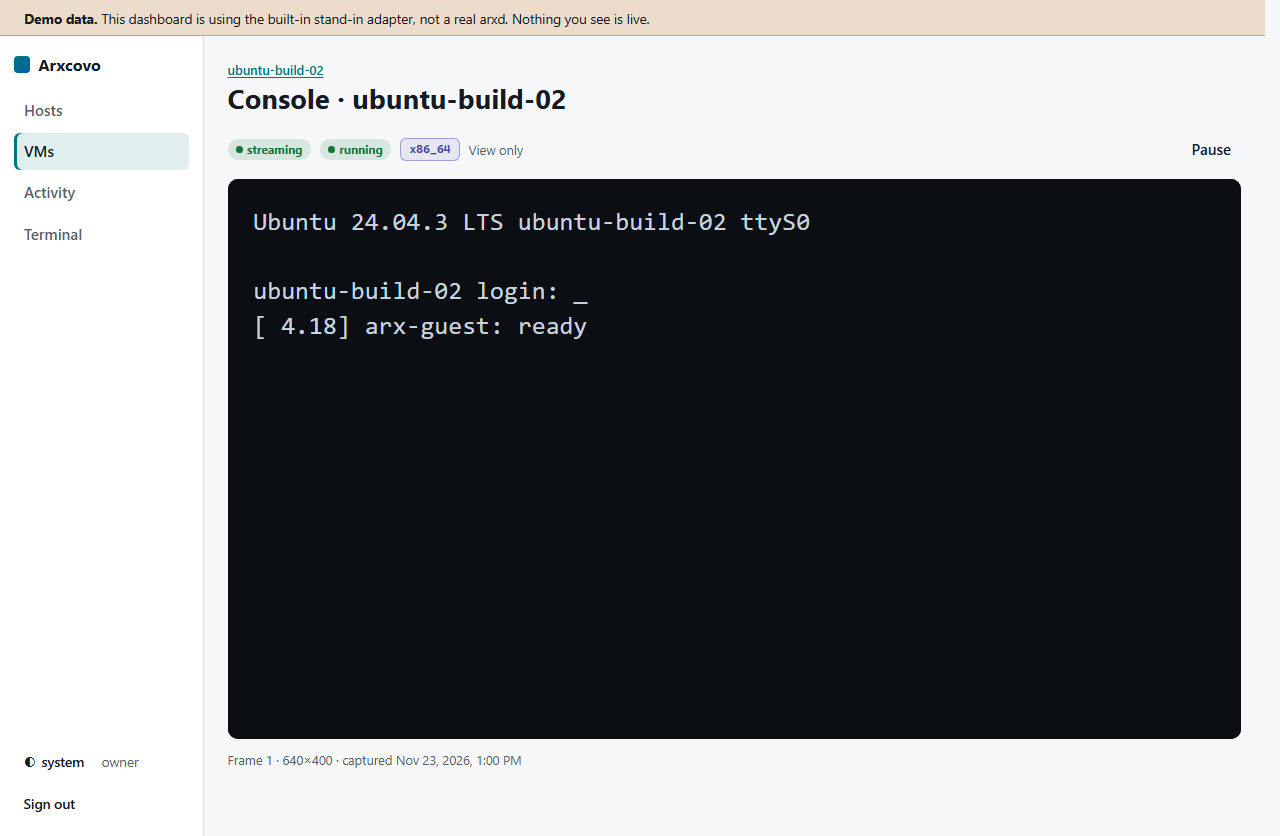 Demo data. This dashboard is using the built-in stand-in adapter, not a real arxd. Nothing you see is live.
Arxcovo
Hosts
VMs
Activity
Terminal
system owner
Sign out
ubuntu-build-02
Console · ubuntu-build-02
streaming running x86_64 View only Pause
Ubuntu 24.04.3 LTS ubuntu-build-02 ttyS0
ubuntu-build-02 login: _
[ 4.18] arx-guest: ready
Frame 1 · 640×400 · captured Nov 23, 2026, 1:00 PM